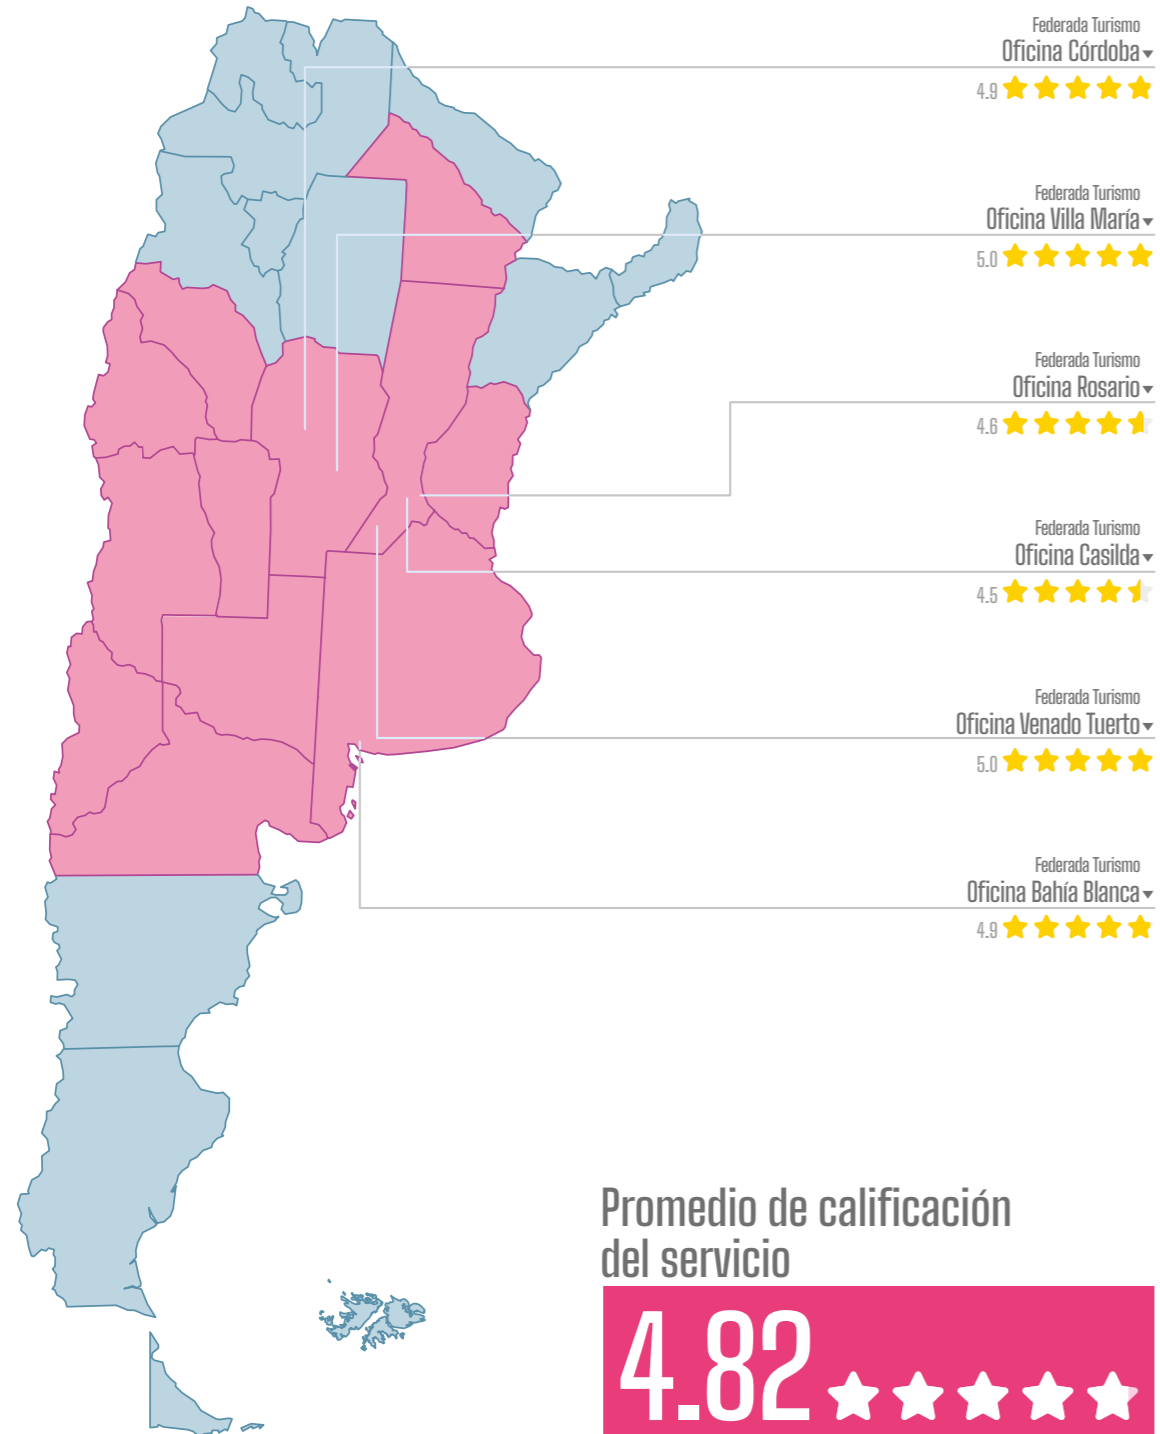 Federada Turismo
Oficina Córdoba
4.9
Federada Turismo
Oficina Villa María
5.0
Federada Turismo
Oficina Rosario
4.6
Federada Turismo
Oficina Casilda
4.5
Federada Turismo
Oficina Venado Tuerto
5.0
Federada Turismo
Oficina Bahía Blanca
4.9
Promedio de calificación
del servicio
4.82